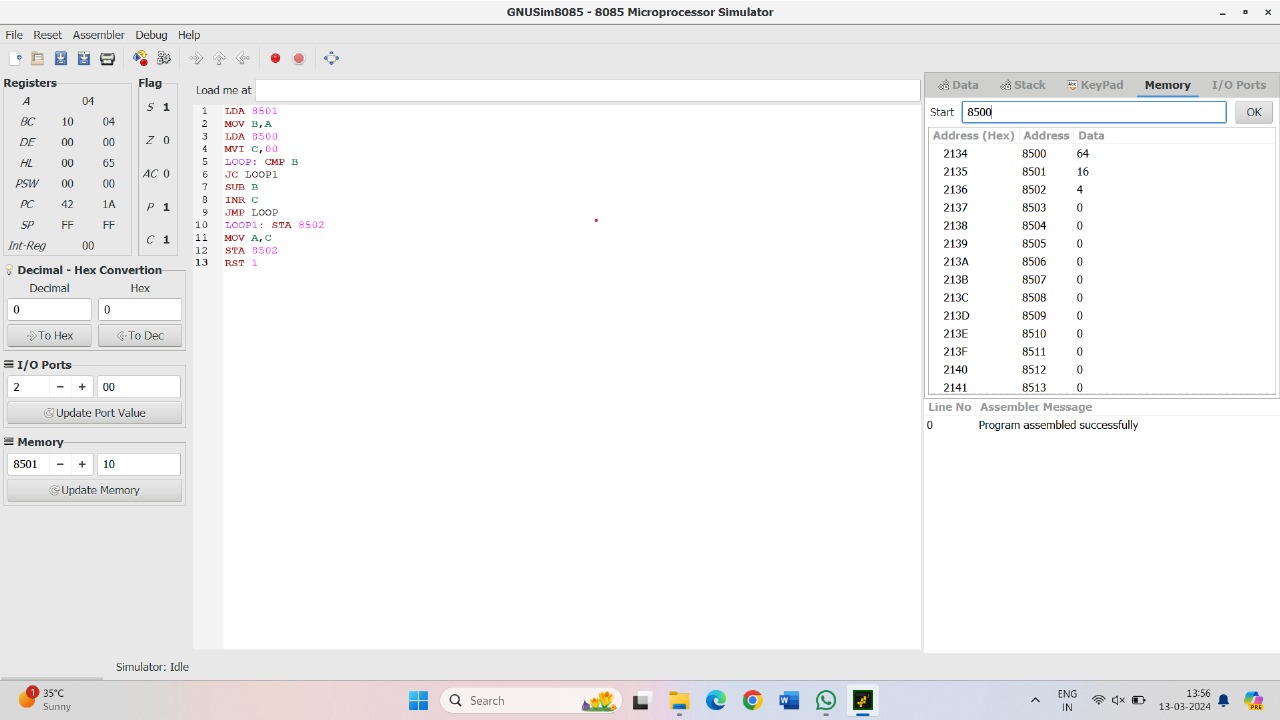 GNUSim8085 - 8085 Microprocessor Simulator
File Reset Assembler Debug Help
Registers
A 04
BC 10 04
DE 00 00
HL 00 65
PSW 00 00
PC 42 1A
SP FF FF
Int-Reg 00
Flag
S 1
Z 0
AC 0
P 1
C 1
Decimal - Hex Convertion
Decimal Hex
0 0
To Hex To Dec
I/O Ports
2 − + 00
Update Port Value
Memory
8501 − + 10
Update Memory
Load me at
1 LDA 8501
2 MOV B,A
3 LDA 8500
4 MVI C,00
5 LOOP: CMP B
6 JC LOOP1
7 SUB B
8 INR C
9 JMP LOOP
10 LOOP1: STA 8502
11 MOV A,C
12 STA 8502
13 RST 1
Data Stack KeyPad Memory I/O Ports
Start 8500 OK
Address (Hex) Address Data
2134 8500 64
2135 8501 16
2136 8502 4
2137 8503 0
2138 8504 0
2139 8505 0
213A 8506 0
213B 8507 0
213C 8508 0
213D 8509 0
213E 8510 0
213F 8511 0
2140 8512 0
2141 8513 0
Line No Assembler Message
0 Program assembled successfully
Simulator: Idle
1
35°C
Sunny
Search
ENG
IN
13:56
13-03-2024
PRE